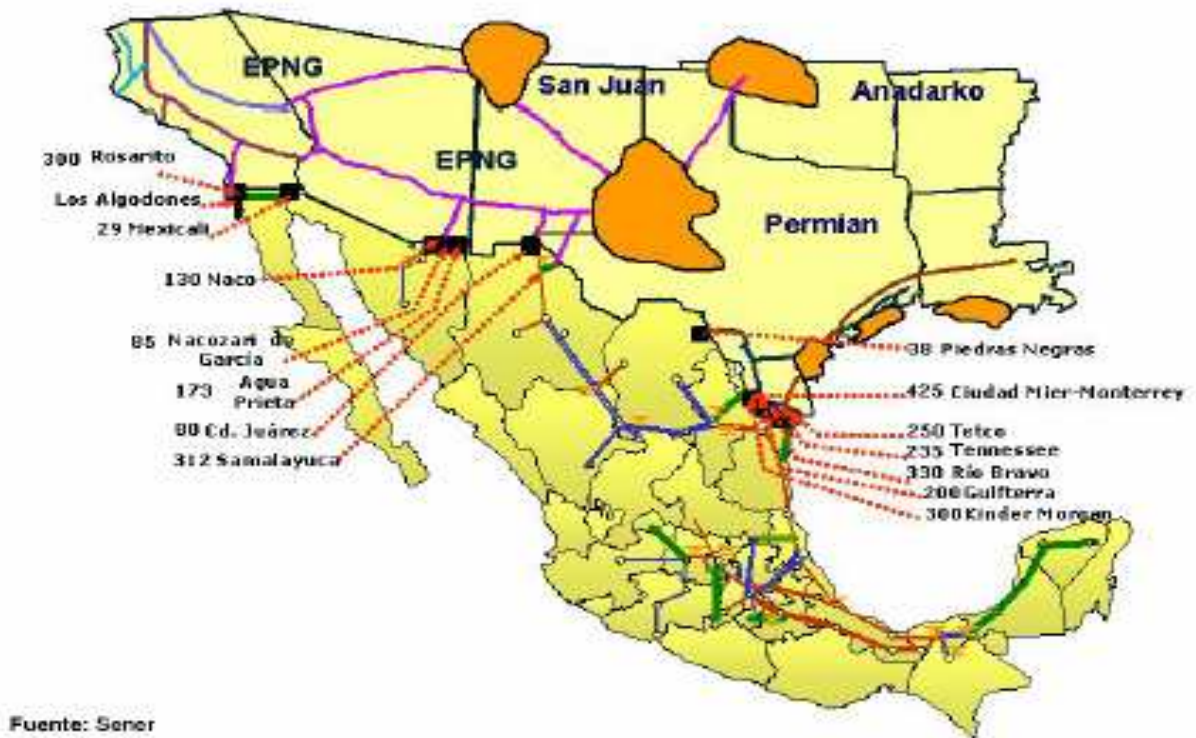 EPNG
San Juan
Anadarko
EPNG
Permian
300 Rosarito
Los Algodones
29 Mexicali
130 Naco
85 Nacozari de
García
173 Agua
Prieta
80 Cd. Juárez
312 Samalayuca
38 Piedras Negras
425 Ciudad Mier-Monterrey
250 Tetco
235 Tennessee
330 Río Bravo
200 Gulfterra
300 Kinder Morgan
Fuente: Sener